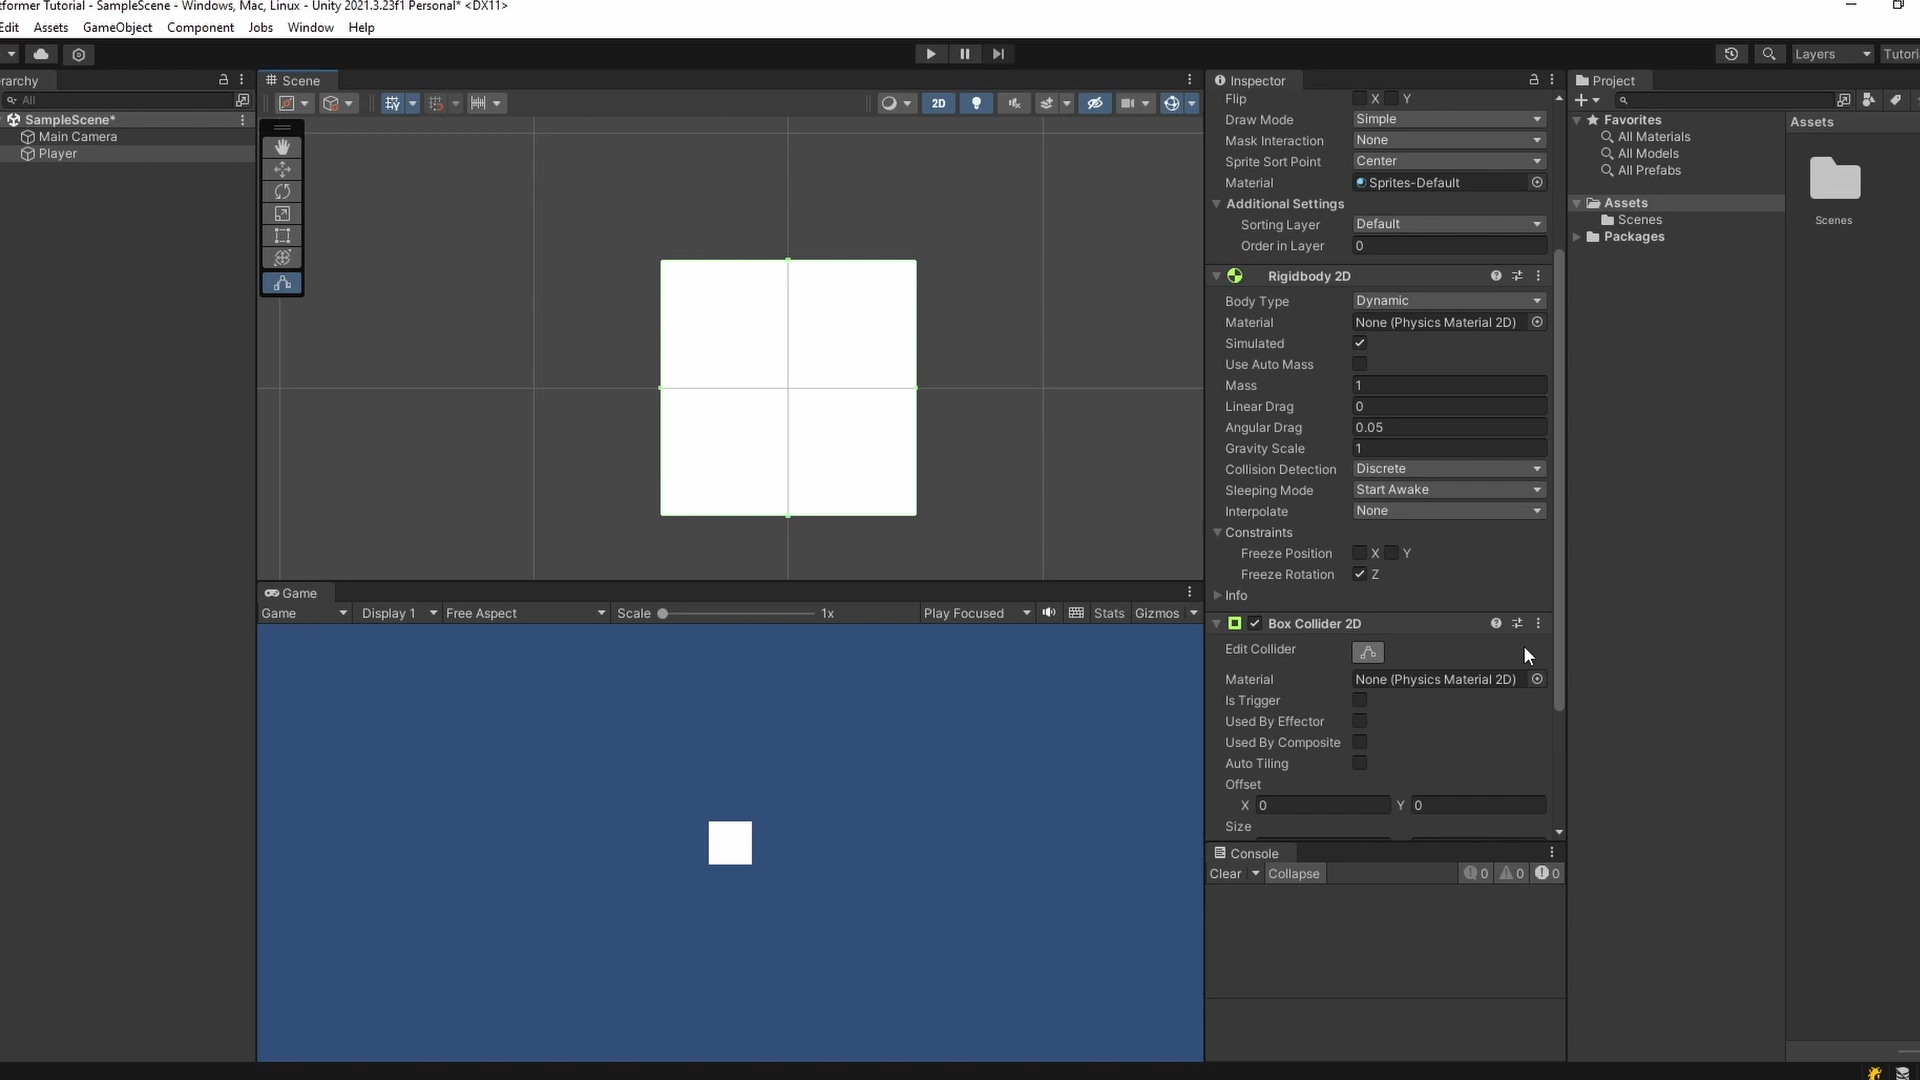 tformer Tutorial - SampleScene - Windows, Mac, Linux - Unity 2021.3.23f1 Personal* <DX11>
Edit Assets GameObject Component Jobs Window Help
Layers Tutori
erarchy
All
SampleScene*
Main Camera
Player
Scene
2D
Game
Game Display 1 Free Aspect Scale 1x Play Focused Stats Gizmos
Inspector
Flip X Y
Draw Mode Simple
Mask Interaction None
Sprite Sort Point Center
Material Sprites-Default
Additional Settings
Sorting Layer Default
Order in Layer 0
Rigidbody 2D
Body Type Dynamic
Material None (Physics Material 2D)
Simulated
Use Auto Mass
Mass 1
Linear Drag 0
Angular Drag 0.05
Gravity Scale 1
Collision Detection Discrete
Sleeping Mode Start Awake
Interpolate None
Constraints
Freeze Position X Y
Freeze Rotation Z
Info
Box Collider 2D
Edit Collider
Material None (Physics Material 2D)
Is Trigger
Used By Effector
Used By Composite
Auto Tiling
Offset
X 0 Y 0
Size
Console
Clear Collapse 0 0 0
Project
Favorites
All Materials
All Models
All Prefabs
Assets
Scenes
Packages
Assets
Scenes